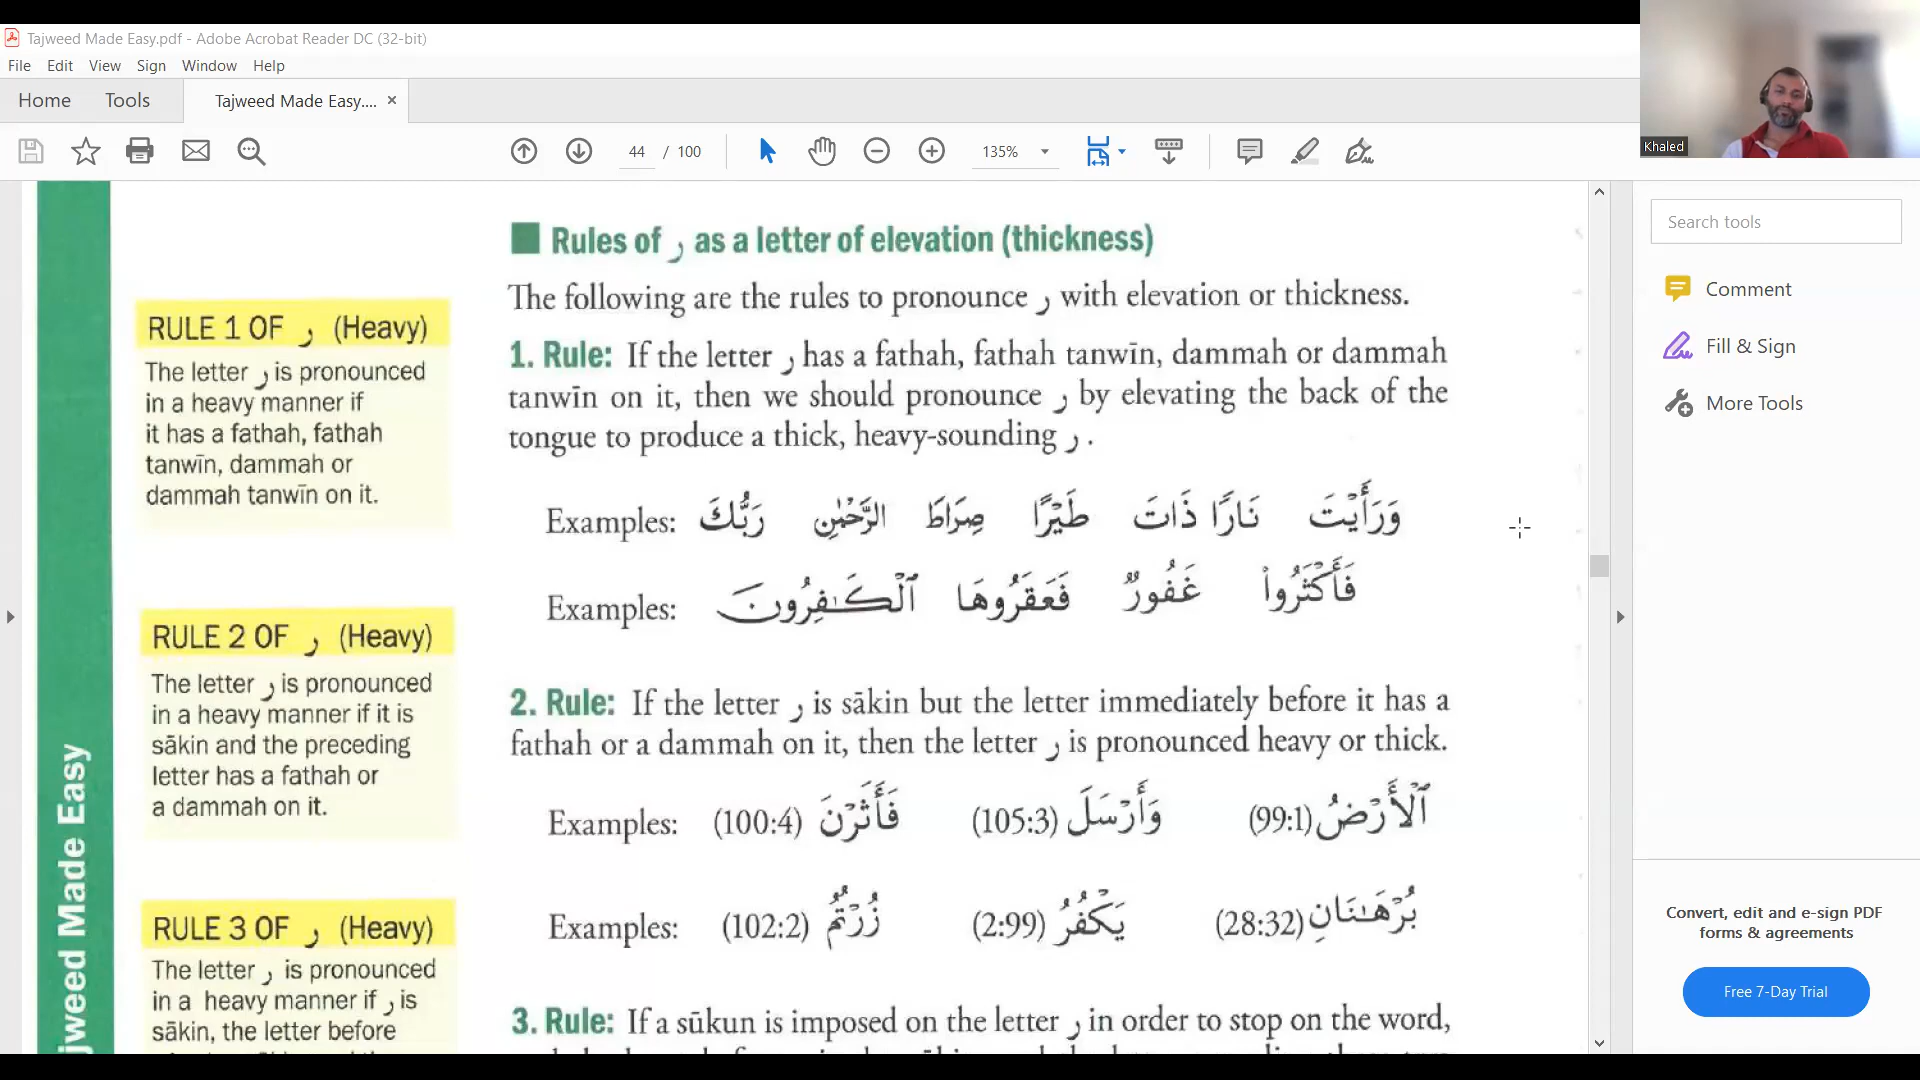 Tajweed Made Easy.pdf - Adobe Acrobat Reader DC (32-bit)
File Edit View Sign Window Help
Home Tools Tajweed Made Easy.... ×
44 / 100 135%
Khaled
Search tools
Comment
Fill & Sign
More Tools
Convert, edit and e-sign PDF
forms & agreements
Free 7-Day Trial
jweed Made Easy
RULE 1 OF ر (Heavy)
The letter ر is pronounced
in a heavy manner if
it has a fathah, fathah
tanwīn, dammah or
dammah tanwīn on it.
RULE 2 OF ر (Heavy)
The letter ر is pronounced
in a heavy manner if it is
sākin and the preceding
letter has a fathah or
a dammah on it.
RULE 3 OF ر (Heavy)
The letter ر is pronounced
in a heavy manner if ر is
sākin, the letter before
Rules of ر as a letter of elevation (thickness)
The following are the rules to pronounce ر with elevation or thickness.
1. Rule: If the letter ر has a fathah, fathah tanwīn, dammah or dammah
tanwīn on it, then we should pronounce ر by elevating the back of the
tongue to produce a thick, heavy-sounding ر .
Examples: رَبُّكَ الرَّحْمٰنِ صِرَاطَ طَيْرًا نَارًا ذَاتَ وَرَأَيْتَ
Examples: ٱلْكَـٰفِرُونَ فَعَقَرُوهَا غَفُورٌ فَأَكْثَرُواْ
2. Rule: If the letter ر is sākin but the letter immediately before it has a
fathah or a dammah on it, then the letter ر is pronounced heavy or thick.
Examples: (100:4) فَأَثَرْنَ (105:3) وَأَرْسَلَ (99:1) ٱلْأَرْضُ
Examples: (102:2) زُرْتُمُ (2:99) يَكْفُرُ (28:32) بُرْهَـٰنَانِ
3. Rule: If a sūkun is imposed on the letter ر in order to stop on the word,